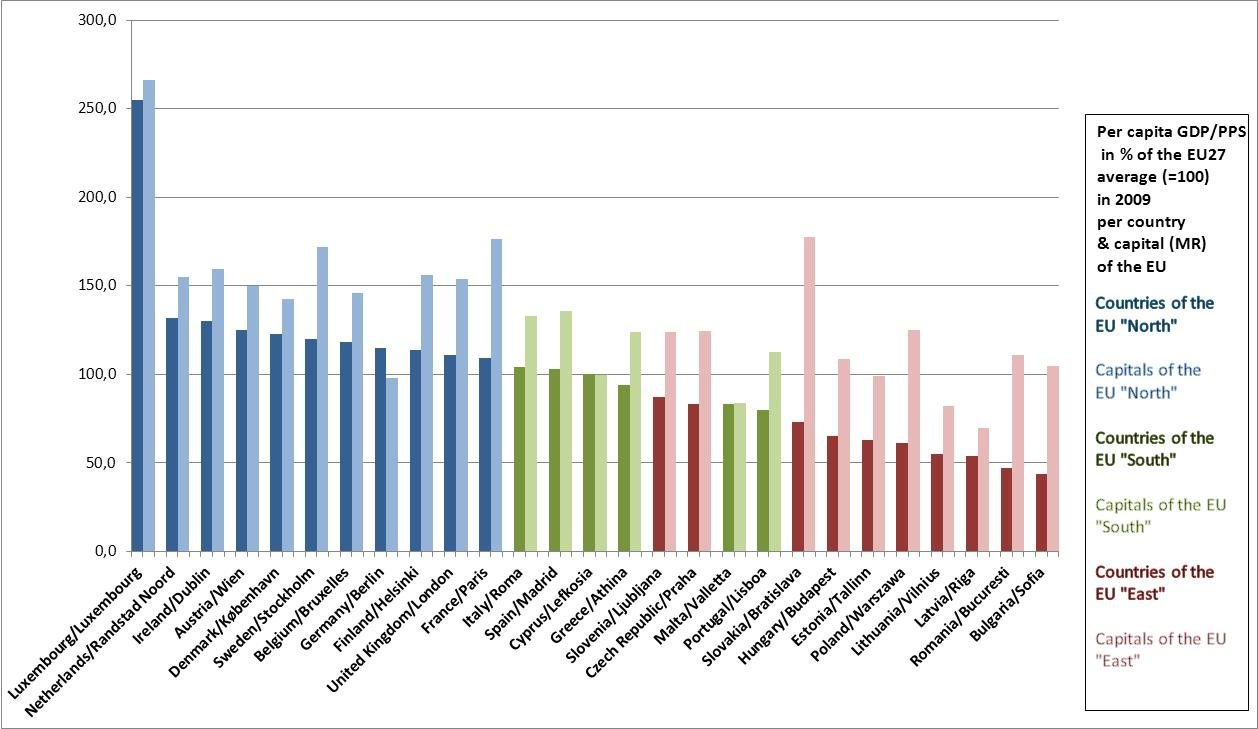 300,0
250,0
200,0
150,0
100,0
50,0
0,0
Luxembourg/Luxembourg
Netherlands/Randstad Noord
Ireland/Dublin
Austria/Wien
Denmark/København
Sweden/Stockholm
Belgium/Bruxelles
Germany/Berlin
Finland/Helsinki
United Kingdom/London
France/Paris
Italy/Roma
Spain/Madrid
Cyprus/Lefkosia
Greece/Athina
Slovenia/Ljubljana
Czech Republic/Praha
Malta/Valletta
Portugal/Lisboa
Slovakia/Bratislava
Hungary/Budapest
Estonia/Tallinn
Poland/Warszawa
Lithuania/Vilnius
Latvia/Riga
Romania/Bucuresti
Bulgaria/Sofia
Per capita GDP/PPS
in % of the EU27
average (=100)
in 2009
per country
& capital (MR)
of the EU
Countries of the
EU "North"
Capitals of the
EU "North"
Countries of the
EU "South"
Capitals of the EU
"South"
Countries of the
EU "East"
Capitals of the EU
"East"